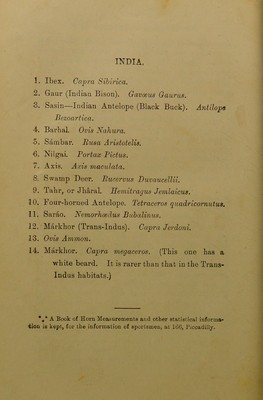 INDIA.
1. Ibex. Capra Sibirica.
2. Gaur (Indian Bison). Gavœus Gaurus.
3. Sasin—Indian Antelope (Black Buck). Antilope
Bezoartica.
4. Barhal. Ovis Nahura.
5. Sámbar. Rusa Aristotelis.
6. Nilgai. Portax Pictus.
7. Axis. Axis maculata.
8. Swamp Deer. Rucervus Duvaucellii.
9. Tahr, or Jháral. Hemitragus Jemlaicus.
10. Four-horned Antelope. Tetraceros quadricornutus.
11. Saráo. Nemorhœdus Bubalinus.
12. Márkhor (Trans-Indus). Capra Jerdoni.
13. Ovis Ammon.
14. Márkhor. Capra megaceros. (This one has a
white beard. It is rarer than that in the Trans-
Indus habitats.)
*⁎* A Book of Horn Measurements and other statistical informa-
tion is kept, for the information of sportsmen, at 166, Piccadilly.